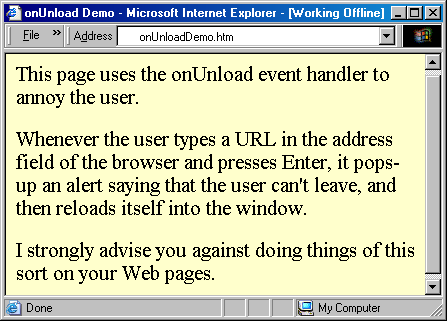 onUnload Demo - Microsoft Internet Explorer - [Working Offline]
File » Address onUnloadDemo.htm
This page uses the onUnload event handler to
annoy the user.
Whenever the user types a URL in the address
field of the browser and presses Enter, it pops-
up an alert saying that the user can't leave, and
then reloads itself into the window.
I strongly advise you against doing things of this
sort on your Web pages.
Done My Computer